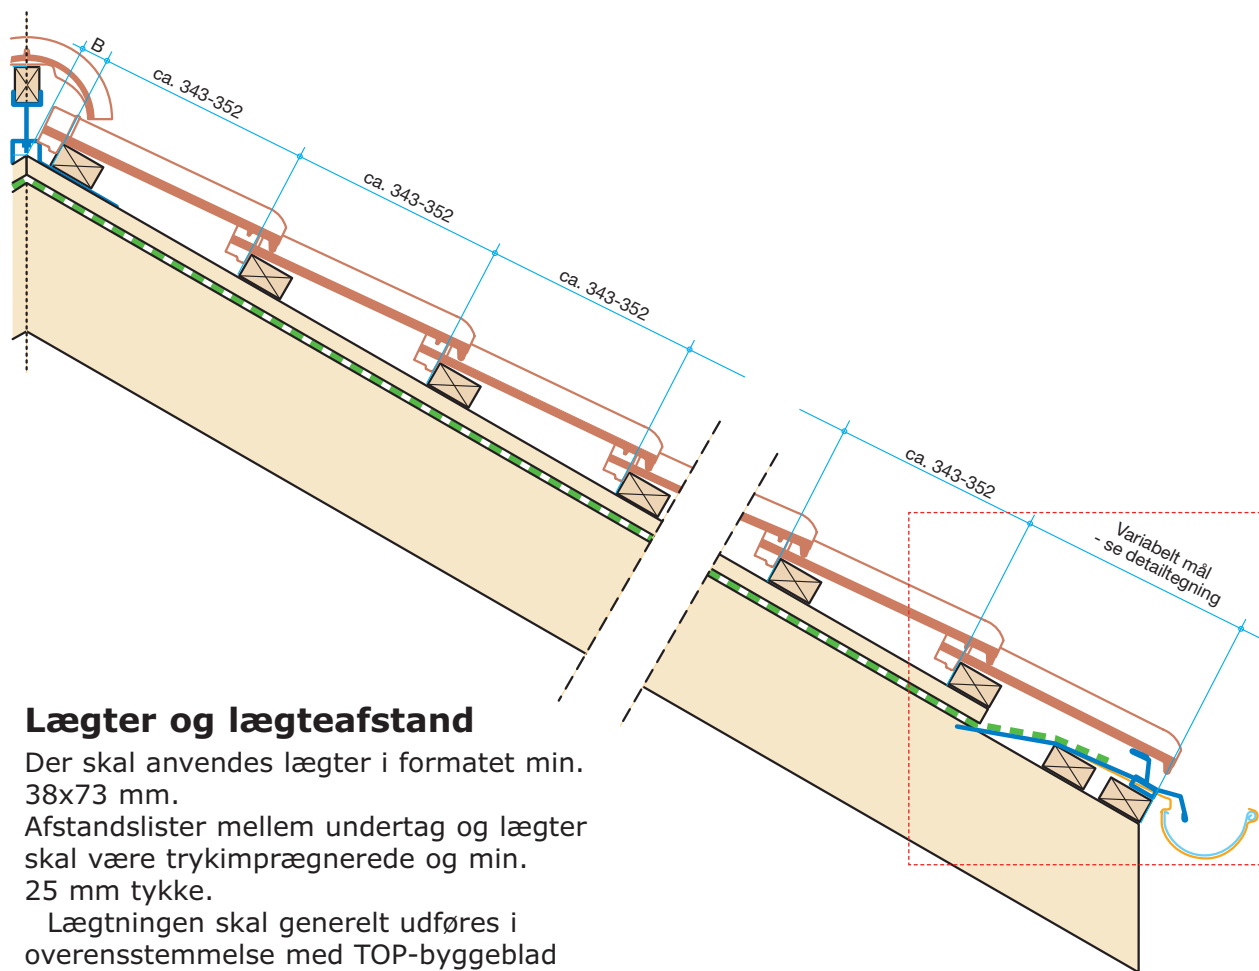 B
ca. 343-352
ca. 343-352
ca. 343-352
ca. 343-352
Variabelt mål
- se detailtegning
Lægter og lægteafstand
Der skal anvendes lægter i formatet min.
38x73 mm.
Afstandslister mellem undertag og lægter
skal være trykimprægnerede og min.
25 mm tykke.
Lægtningen skal generelt udføres i
overensstemmelse med TOP-byggeblad